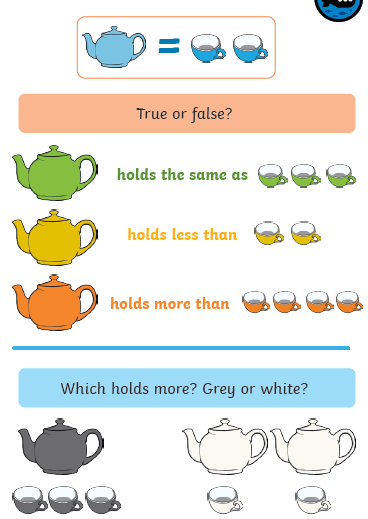 True or false?
holds the same as
holds less than
holds more than
Which holds more? Grey or white?